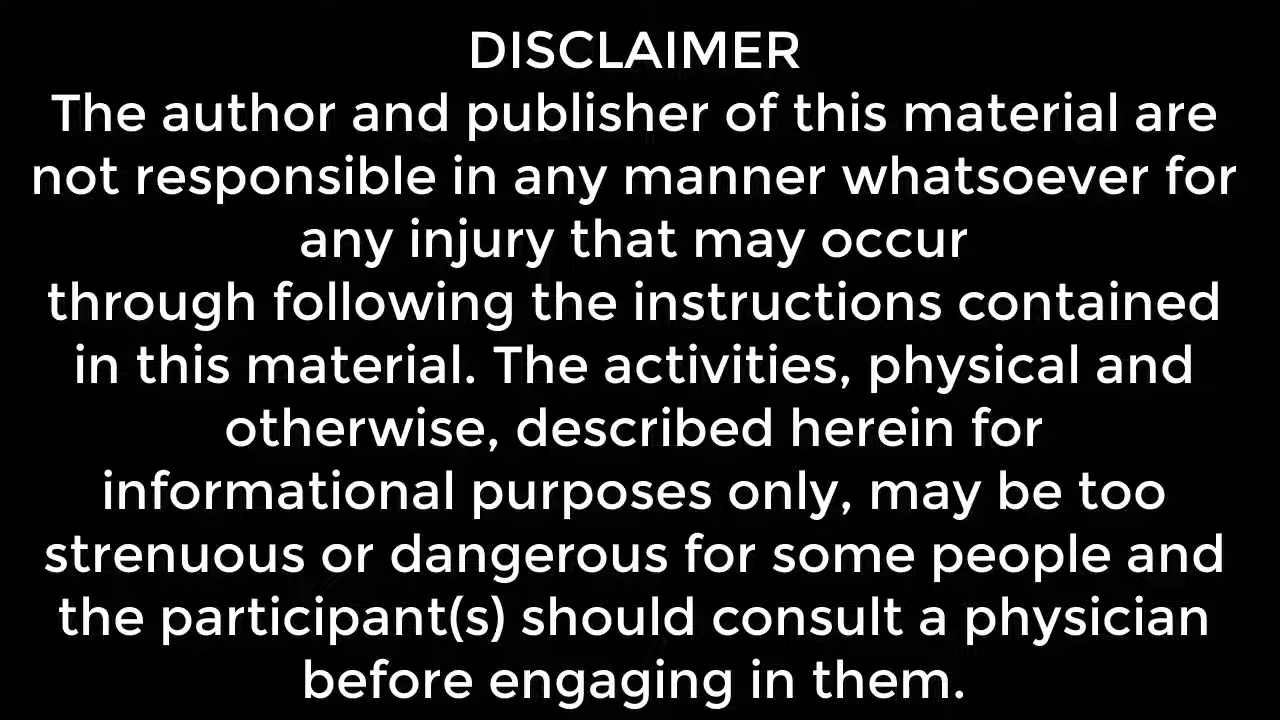 DISCLAIMER
The author and publisher of this material are
not responsible in any manner whatsoever for
any injury that may occur
through following the instructions contained
in this material. The activities, physical and
otherwise, described herein for
informational purposes only, may be too
strenuous or dangerous for some people and
the participant(s) should consult a physician
before engaging in them.